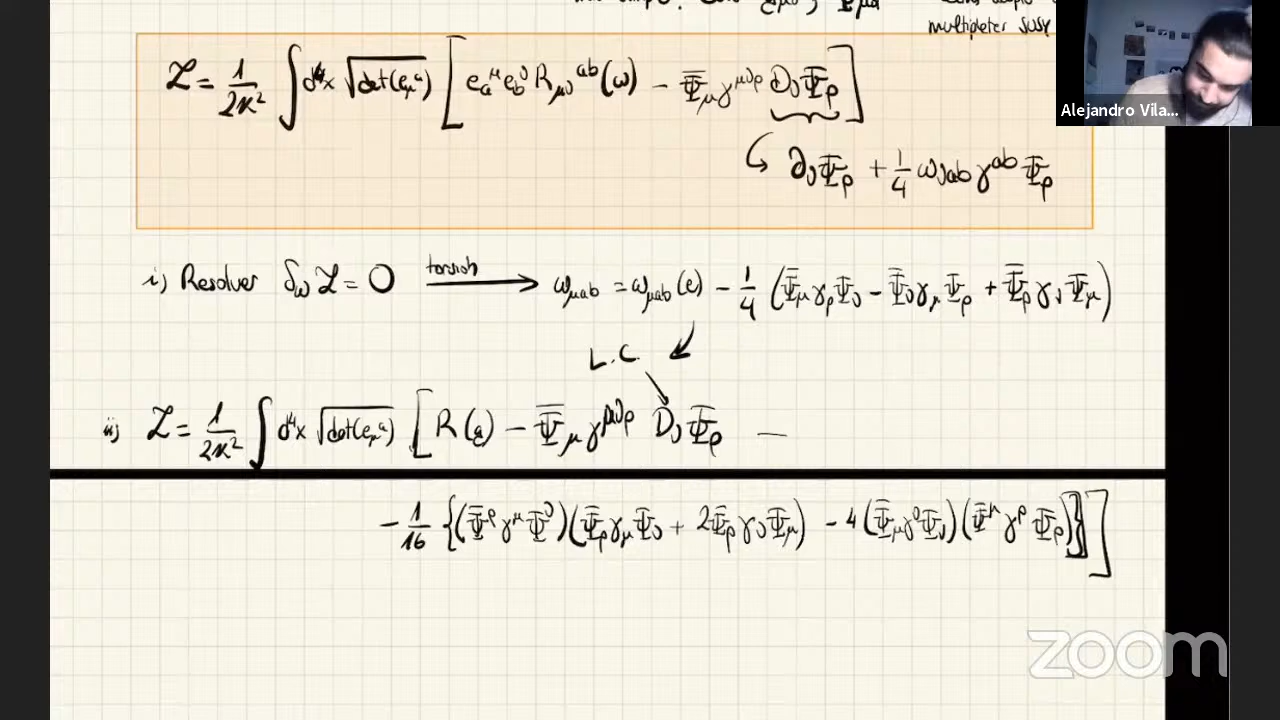 multipletes SUSY
Alejandro Vila...
ℒ = 1/2κ² ∫ d⁴x √det(e_μ^a) [ e_a^μ e_b^ν R_μν^ab(ω) − Ψ̄_μ γ^μνρ D_ν Ψ_ρ ]
↳ ∂_ν Ψ_ρ + 1/4 ω_νab γ^ab Ψ_ρ
i) Resolver δ_ω ℒ = 0 torsión → ω_μab = ω_μab(e) − 1/4 (Ψ̄_μ γ_ρ Ψ_ν − Ψ̄_ν γ_μ Ψ_ρ + Ψ̄_ρ γ_ν Ψ_μ)
L.C.
ii) ℒ = 1/2κ² ∫ d⁴x √det(e_μ^a) [ R(e) − Ψ̄_μ γ^μνρ D_ν Ψ_ρ —
− 1/16 {(Ψ̄^ρ γ^μ Ψ^ν)(Ψ̄_ρ γ_μ Ψ_ν + 2Ψ̄_ρ γ_ν Ψ_μ) − 4(Ψ̄_μ γ^ν Ψ_ν)(Ψ̄^μ γ^ρ Ψ_ρ)}]
zoom